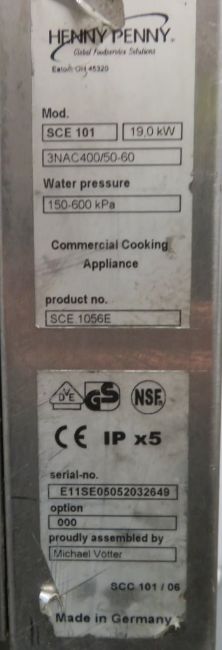 HENNY PENNY
Global Foodservice Solutions
Eaton, OH 45320
Mod.
SCE 101 19,0 kW
3NAC400/50-60
Water pressure
150-600 kPa
Commercial Cooking
Appliance
product no.
SCE 1056E
DVE GS NSF
CE IP x5
serial-no.
E11SE05052032649
option
000
proudly assembled by
Michael Vötter
SCC 101 / 06
Made in Germany